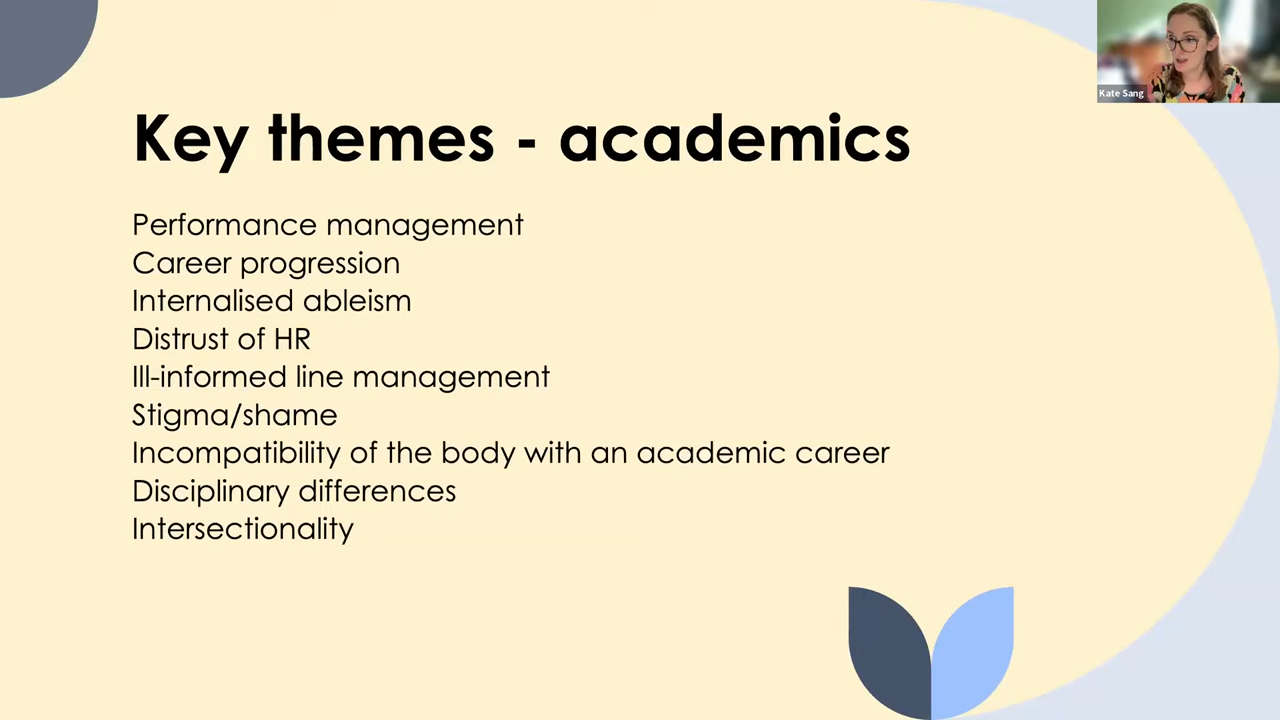 Kate Sang
Key themes - academics
Performance management
Career progression
Internalised ableism
Distrust of HR
Ill-informed line management
Stigma/shame
Incompatibility of the body with an academic career
Disciplinary differences
Intersectionality